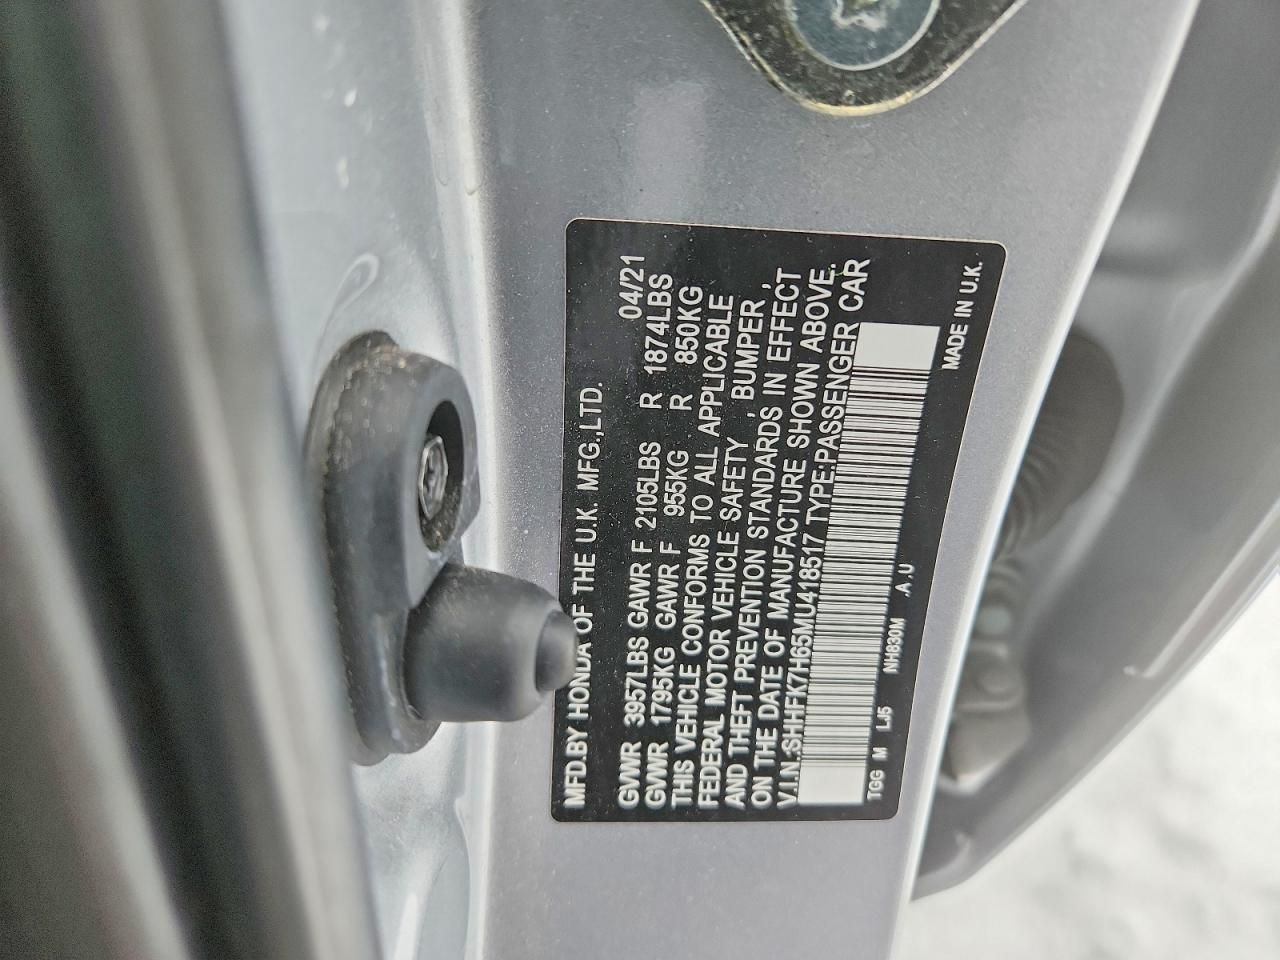 MFD.BY HONDA OF THE U.K. MFG.,LTD. 04/21
GVWR 3957LBS GAWR F 2105LBS R 1874LBS
GVWR 1795KG GAWR F 955KG R 850KG
THIS VEHICLE CONFORMS TO ALL APPLICABLE
FEDERAL MOTOR VEHICLE SAFETY , BUMPER ,
AND THEFT PREVENTION STANDARDS IN EFFECT
ON THE DATE OF MANUFACTURE SHOWN ABOVE.
V.I.N.:SHHFK7H65MU418517 TYPE:PASSENGER CAR
TGG M LJ5 NH830M .A.U MADE IN U.K.